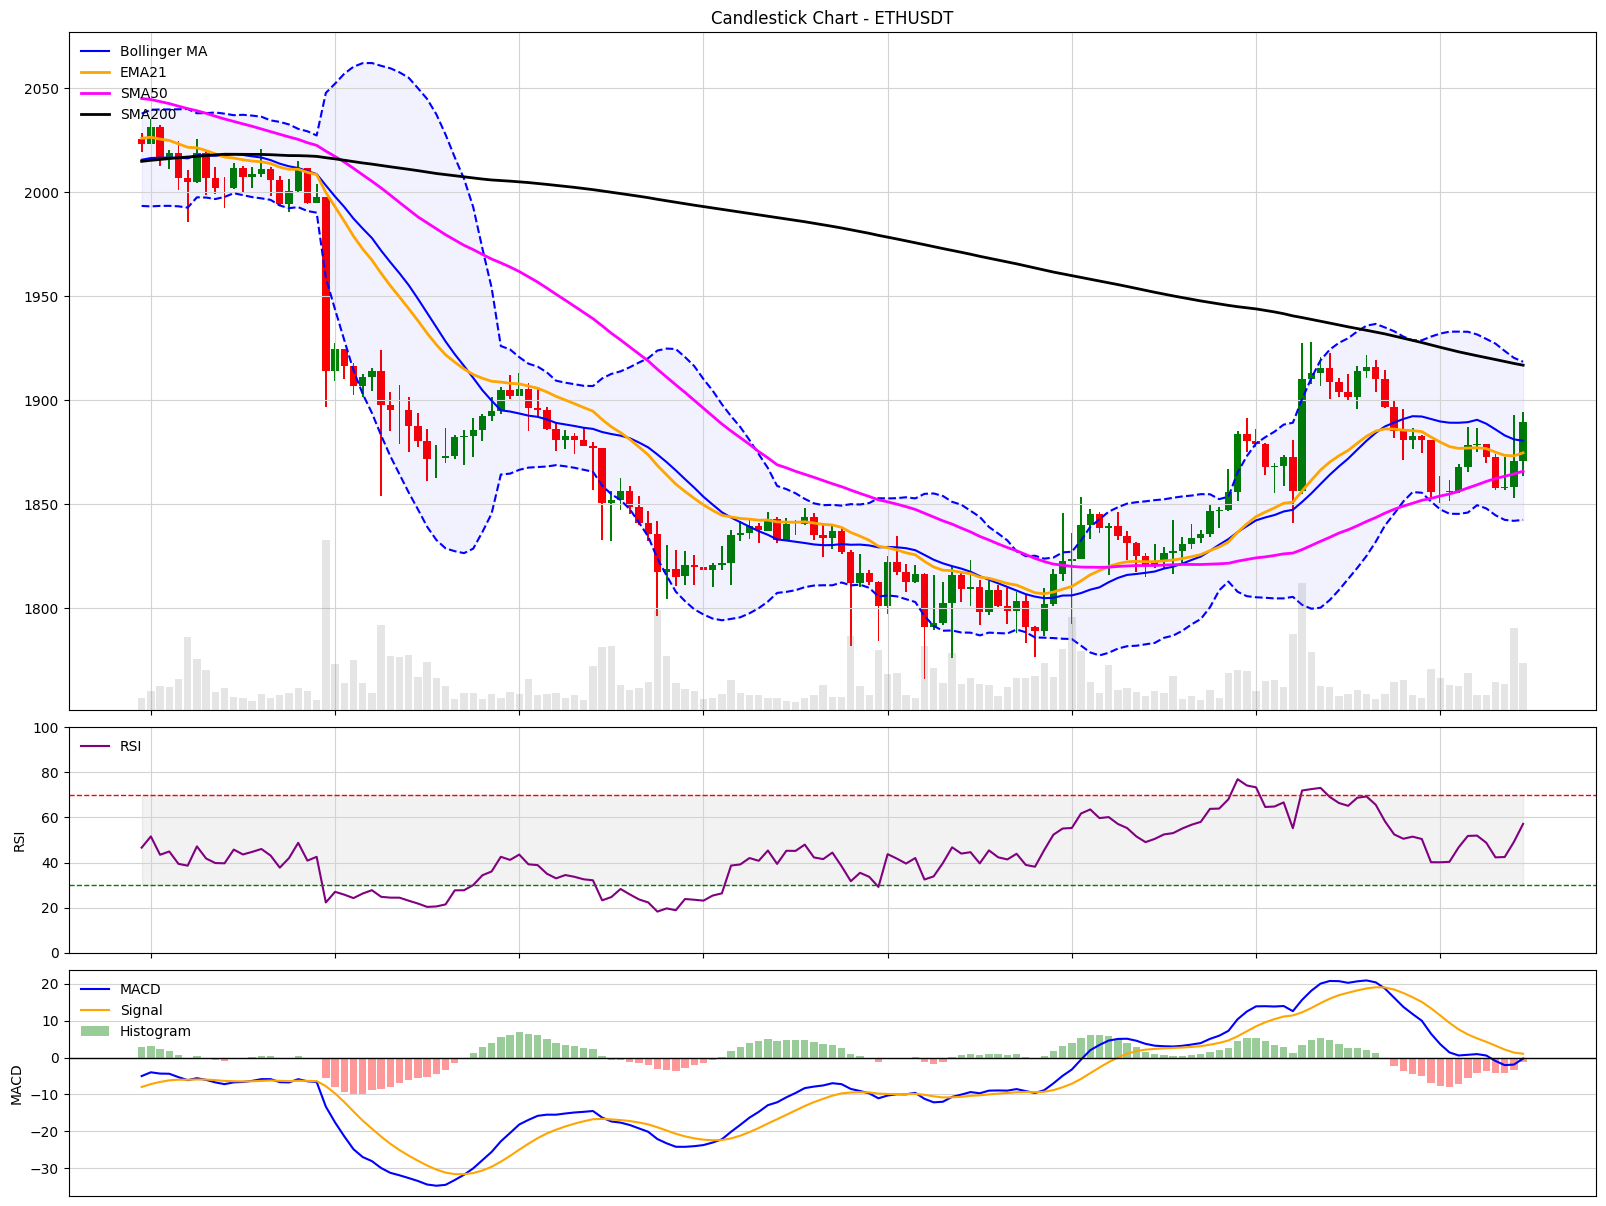 Candlestick Chart - ETHUSDT
Bollinger MA
EMA21
SMA50
SMA200
2050
2000
1950
1900
1850
1800
RSI
100
80
60
40
20
0
RSI
MACD
Signal
Histogram
20
10
0
−10
−20
−30
MACD